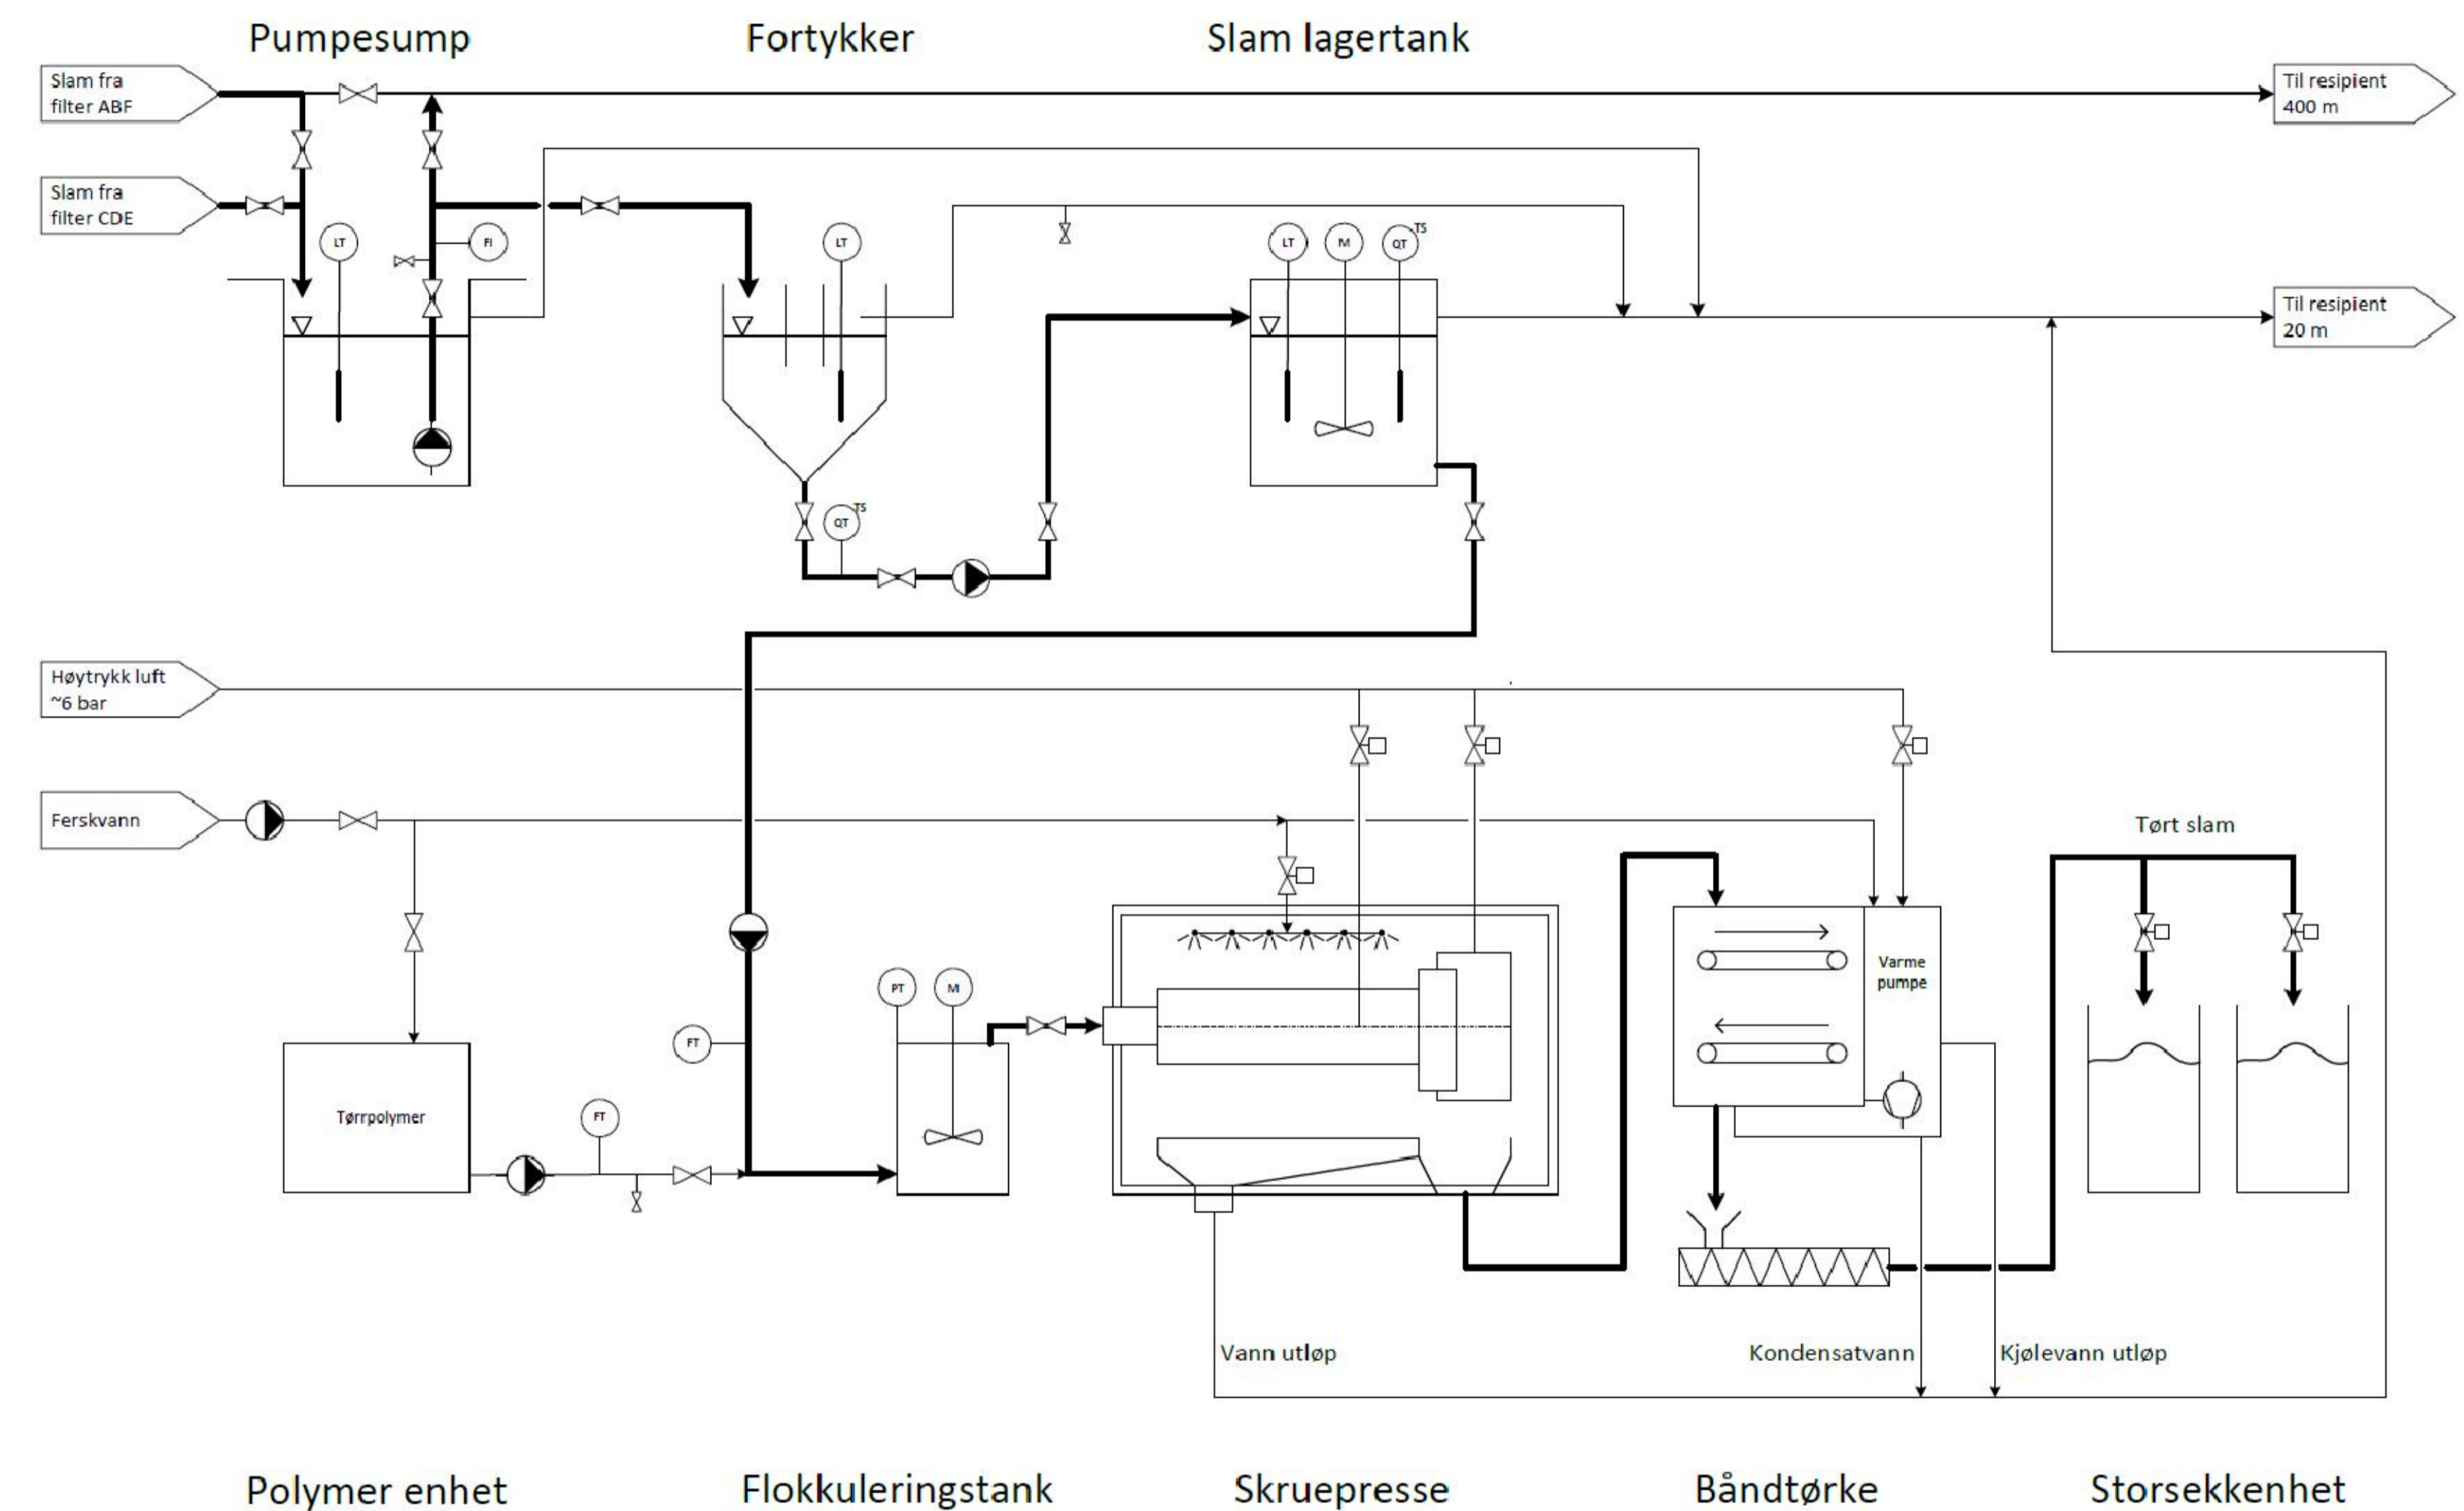 Pumpesump
Fortykker
Slam lagertank
Slam fra
filter ABF
Til resipient
400 m
Slam fra
filter CDE
LT
FI
LT
LT
M
QT
TS
Til resipient
20 m
QT
TS
Høytrykk luft
~6 bar
Ferskvann
Tørt slam
Varme
pumpe
PT
MI
FT
Tørrpolymer
FT
Vann utløp
Kondensatvann
Kjølevann utløp
Polymer enhet
Flokkuleringstank
Skruepresse
Båndtørke
Storsekkenhet